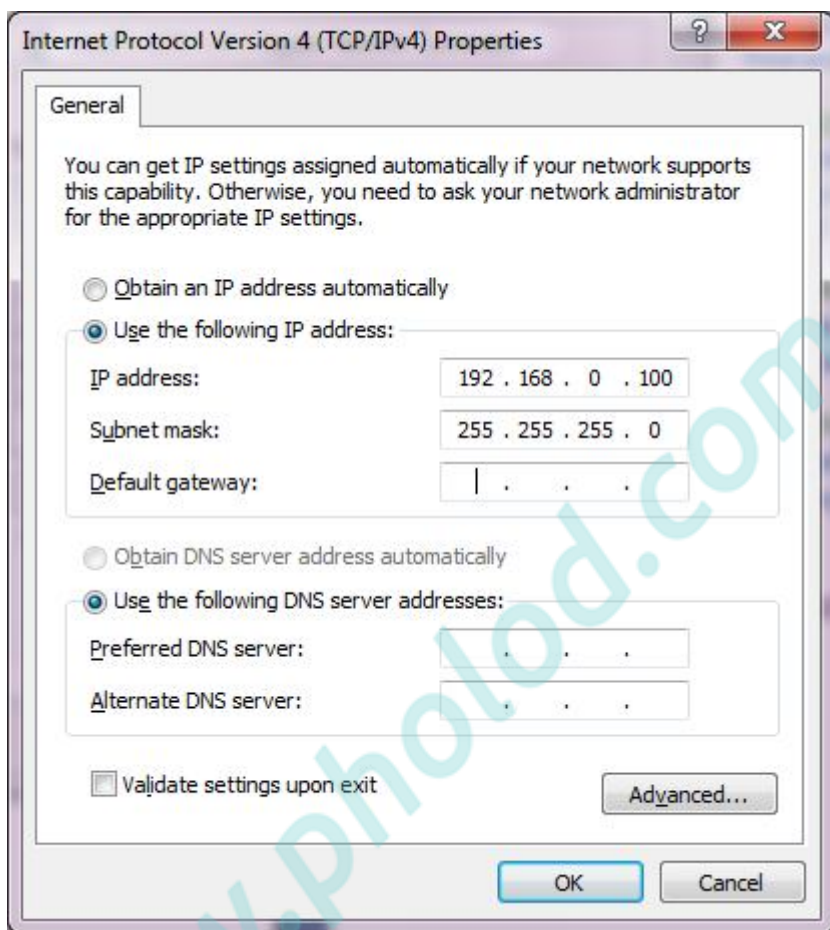 Internet Protocol Version 4 (TCP/IPv4) Properties
General
You can get IP settings assigned automatically if your network supports
this capability. Otherwise, you need to ask your network administrator
for the appropriate IP settings.
Obtain an IP address automatically
Use the following IP address:
IP address: 192 . 168 . 0 . 100
Subnet mask: 255 . 255 . 255 . 0
Default gateway: . . .
Obtain DNS server address automatically
Use the following DNS server addresses:
Preferred DNS server: . . .
Alternate DNS server: . . .
Validate settings upon exit
Advanced...
OK Cancel
.pholod.com